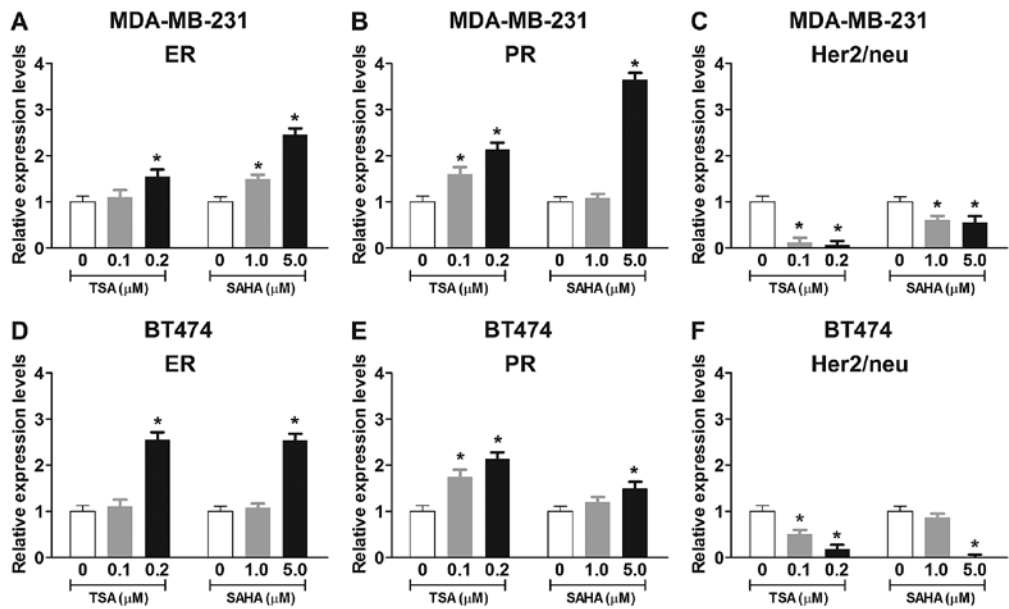 A MDA-MB-231
ER
Relative expression levels
4
3
2
1
0
* * *
0 0.1 0.2 0 1.0 5.0
TSA (μM) SAHA (μM)
B MDA-MB-231
PR
Relative expression levels
4
3
2
1
0
* * *
0 0.1 0.2 0 1.0 5.0
TSA (μM) SAHA (μM)
C MDA-MB-231
Her2/neu
Relative expression levels
4
3
2
1
0
* * * *
0 0.1 0.2 0 1.0 5.0
TSA (μM) SAHA (μM)
D BT474
ER
Relative expression levels
4
3
2
1
0
* *
0 0.1 0.2 0 1.0 5.0
TSA (μM) SAHA (μM)
E BT474
PR
Relative expression levels
4
3
2
1
0
* * *
0 0.1 0.2 0 1.0 5.0
TSA (μM) SAHA (μM)
F BT474
Her2/neu
Relative expression levels
4
3
2
1
0
* * *
0 0.1 0.2 0 1.0 5.0
TSA (μM) SAHA (μM)